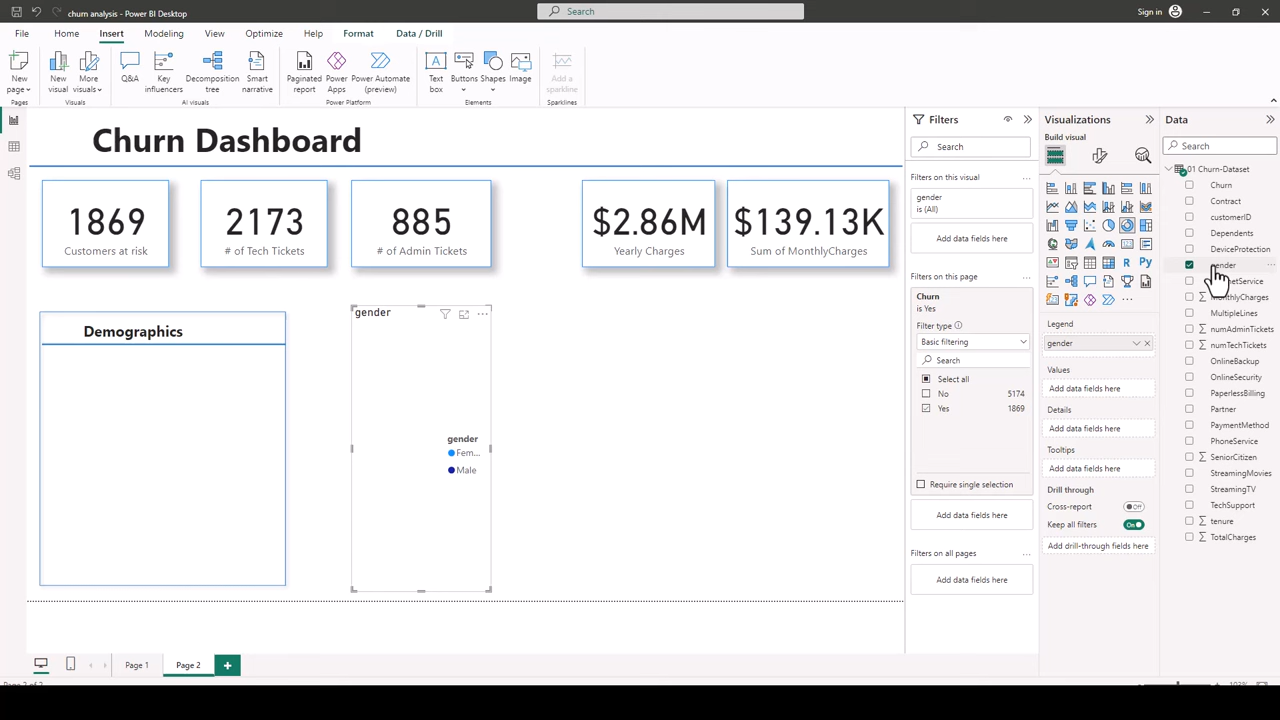 churn analysis - Power BI Desktop
Search
Sign in
File
Home
Insert
Modeling
View
Optimize
Help
Format
Data / Drill
New page
New visual
More visuals
Q&A
Key influencers
Decomposition tree
Smart narrative
Paginated report
Power Apps
Power Automate (preview)
Text box
Buttons
Shapes
Image
Add a sparkline
Pages
Visuals
AI visuals
Power Platform
Elements
Sparklines
Churn Dashboard
1869
Customers at risk
2173
# of Tech Tickets
885
# of Admin Tickets
$2.86M
Yearly Charges
$139.13K
Sum of MonthlyCharges
Demographics
gender
gender
Fem...
Male
Page 1
Page 2
Filters
Search
Filters on this visual
gender
is (All)
Add data fields here
Filters on this page
Churn
is Yes
Filter type
Basic filtering
Search
Select all
No 5174
Yes 1869
Require single selection
Add data fields here
Filters on all pages
Add data fields here
Visualizations
Build visual
R
Py
123
Legend
gender
Values
Add data fields here
Details
Add data fields here
Tooltips
Add data fields here
Drill through
Cross-report
Off
Keep all filters
On
Add drill-through fields here
Data
Search
01 Churn-Dataset
Churn
Contract
customerID
Dependents
DeviceProtection
gender
MultipleLines
numAdminTickets
numTechTickets
OnlineBackup
OnlineSecurity
PaperlessBilling
Partner
PaymentMethod
PhoneService
SeniorCitizen
StreamingMovies
StreamingTV
TechSupport
tenure
TotalCharges